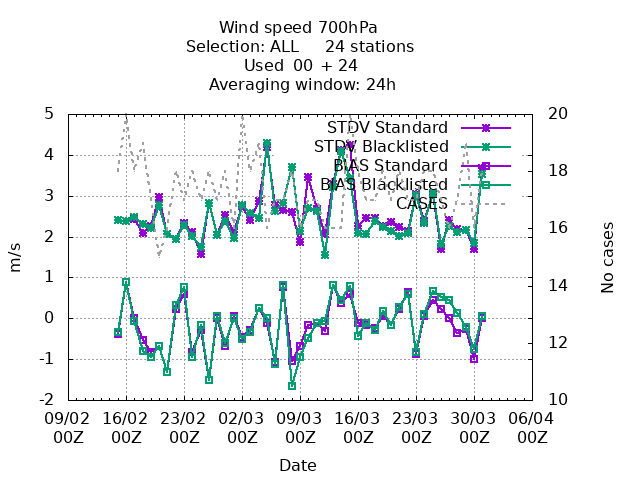 Wind speed 700hPa
Selection: ALL 24 stations
Used 00 + 24
Averaging window: 24h
STDV Standard
STDV Blacklisted
BIAS Standard
BIAS Blacklisted
CASES
5
4
3
2
1
0
-1
-2
20
18
16
14
12
10
m/s
No cases
09/02 16/02 23/02 02/03 09/03 16/03 23/03 30/03 06/04
00Z 00Z 00Z 00Z 00Z 00Z 00Z 00Z 00Z
Date